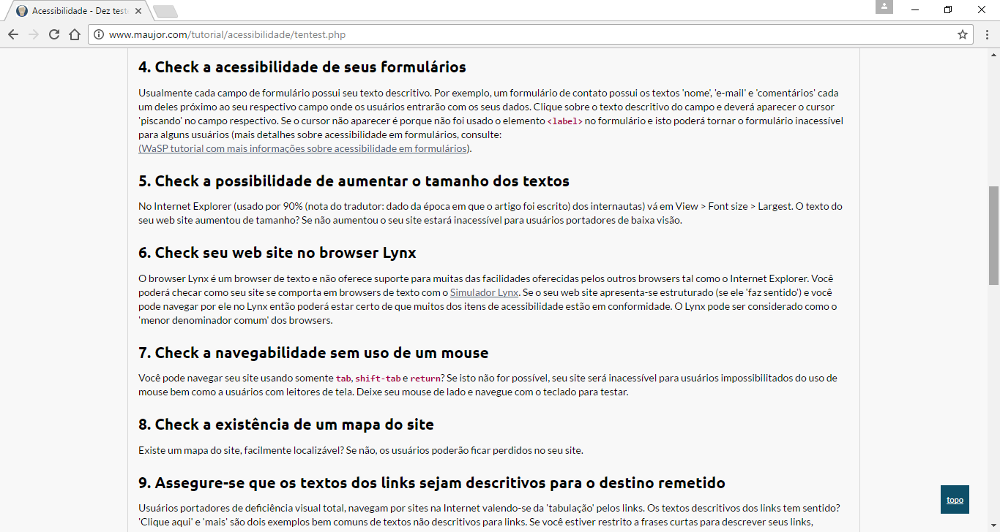 Acessibilidade - Dez test
www.maujor.com/tutorial/acessibilidade/tentest.php
4. Check a acessibilidade de seus formulários
Usualmente cada campo de formulário possui seu texto descritivo. Por exemplo, um formulário de contato possui os textos 'nome', 'e-mail' e 'comentários' cada
um deles próximo ao seu respectivo campo onde os usuários entrarão com os seus dados. Clique sobre o texto descritivo do campo e deverá aparecer o cursor
'piscando' no campo respectivo. Se o cursor não aparecer é porque não foi usado o elemento <label> no formulário e isto poderá tornar o formulário inacessível
para alguns usuários (mais detalhes sobre acessibilidade em formulários, consulte:
(WaSP tutorial com mais informações sobre acessibilidade em formulários).
5. Check a possibilidade de aumentar o tamanho dos textos
No Internet Explorer (usado por 90% (nota do tradutor: dado da época em que o artigo foi escrito) dos internautas) vá em View > Font size > Largest. O texto do
seu web site aumentou de tamanho? Se não aumentou o seu site estará inacessível para usuários portadores de baixa visão.
6. Check seu web site no browser Lynx
O browser Lynx é um browser de texto e não oferece suporte para muitas das facilidades oferecidas pelos outros browsers tal como o Internet Explorer. Você
poderá checar como seu site se comporta em browsers de texto com o Simulador Lynx. Se o seu web site apresenta-se estruturado (se ele 'faz sentido') e você
pode navegar por ele no Lynx então poderá estar certo de que muitos dos itens de acessibilidade estão em conformidade. O Lynx pode ser considerado como o
'menor denominador comum' dos browsers.
7. Check a navegabilidade sem uso de um mouse
Você pode navegar seu site usando somente tab, shift-tab e return? Se isto não for possível, seu site será inacessível para usuários impossibilitados do uso de
mouse bem como a usuários com leitores de tela. Deixe seu mouse de lado e navegue com o teclado para testar.
8. Check a existência de um mapa do site
Existe um mapa do site, facilmente localizável? Se não, os usuários poderão ficar perdidos no seu site.
9. Assegure-se que os textos dos links sejam descritivos para o destino remetido
Usuários portadores de deficiência visual total, navegam por sites na Internet valendo-se da 'tabulação' pelos links. Os textos descritivos dos links tem sentido?
'Clique aqui' e 'mais' são dois exemplos bem comuns de textos não descritivos para links. Se você estiver restrito a frases curtas para descrever seus links,
topo